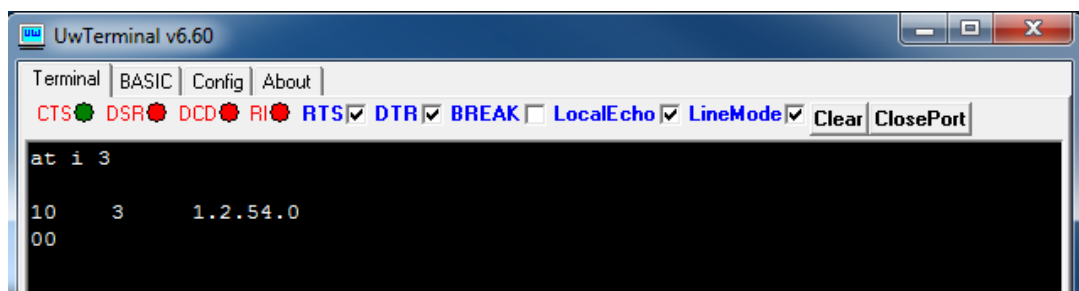 UwTerminal v6.60
Terminal BASIC Config About
CTS DSR DCD RI RTS DTR BREAK LocalEcho LineMode Clear ClosePort
at i 3
10 3 1.2.54.0
00